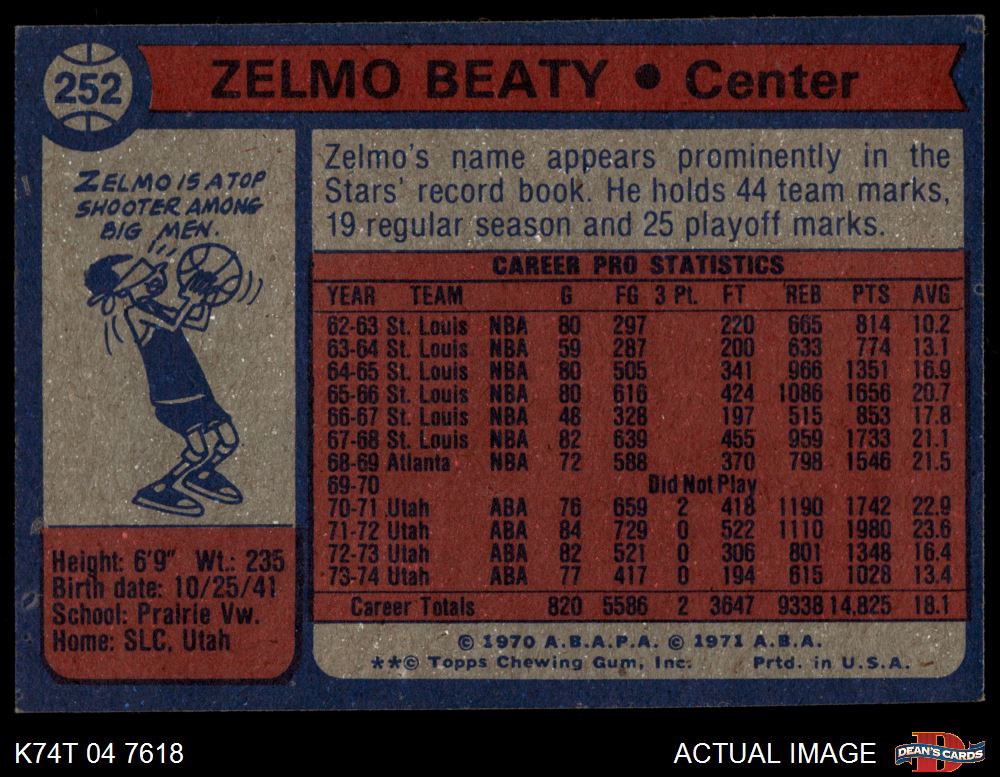 252
ZELMO BEATY • Center
ZELMO IS A TOP
SHOOTER AMONG
BIG MEN.
Height: 6'9" Wt.: 235
Birth date: 10/25/41
School: Prairie Vw.
Home: SLC, Utah
Zelmo's name appears prominently in the
Stars' record book. He holds 44 team marks,
19 regular season and 25 playoff marks.
CAREER PRO STATISTICS
YEAR TEAM G FG 3 Pt. FT REB PTS AVG
62-63 St. Louis NBA 80 297 220 665 814 10.2
63-64 St. Louis NBA 59 287 200 633 774 13.1
64-65 St. Louis NBA 80 505 341 966 1351 16.9
65-66 St. Louis NBA 80 616 424 1086 1656 20.7
66-67 St. Louis NBA 48 328 197 515 853 17.8
67-68 St. Louis NBA 82 639 455 959 1733 21.1
68-69 Atlanta NBA 72 588 370 798 1546 21.5
69-70 Did Not Play
70-71 Utah ABA 76 659 2 418 1190 1742 22.9
71-72 Utah ABA 84 729 0 522 1110 1980 23.6
72-73 Utah ABA 82 521 0 306 801 1348 16.4
73-74 Utah ABA 77 417 0 194 615 1028 13.4
Career Totals 820 5586 2 3647 9338 14,825 18.1
© 1970 A.B.A.P.A. © 1971 A.B.A.
**© Topps Chewing Gum, Inc. Prtd. in U.S.A.
K74T 04 7618
ACTUAL IMAGE
D
DEAN'S CARDS